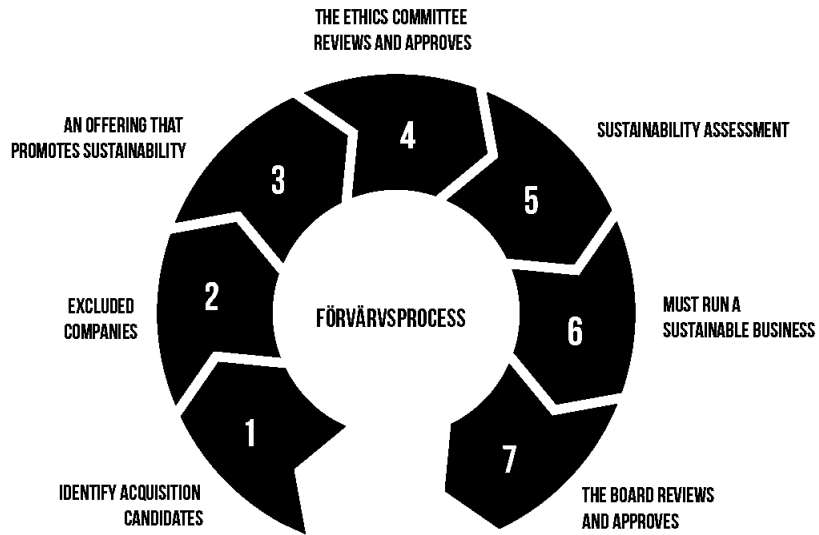 THE ETHICS COMMITTEE
REVIEWS AND APPROVES
AN OFFERING THAT
PROMOTES SUSTAINABILITY
4
SUSTAINABILITY ASSESSMENT
3
5
EXCLUDED
COMPANIES
2
FÖRVÄRVSPROCESS
6
MUST RUN A
SUSTAINABLE BUSINESS
1
7
IDENTIFY ACQUISITION
CANDIDATES
THE BOARD REVIEWS
AND APPROVES